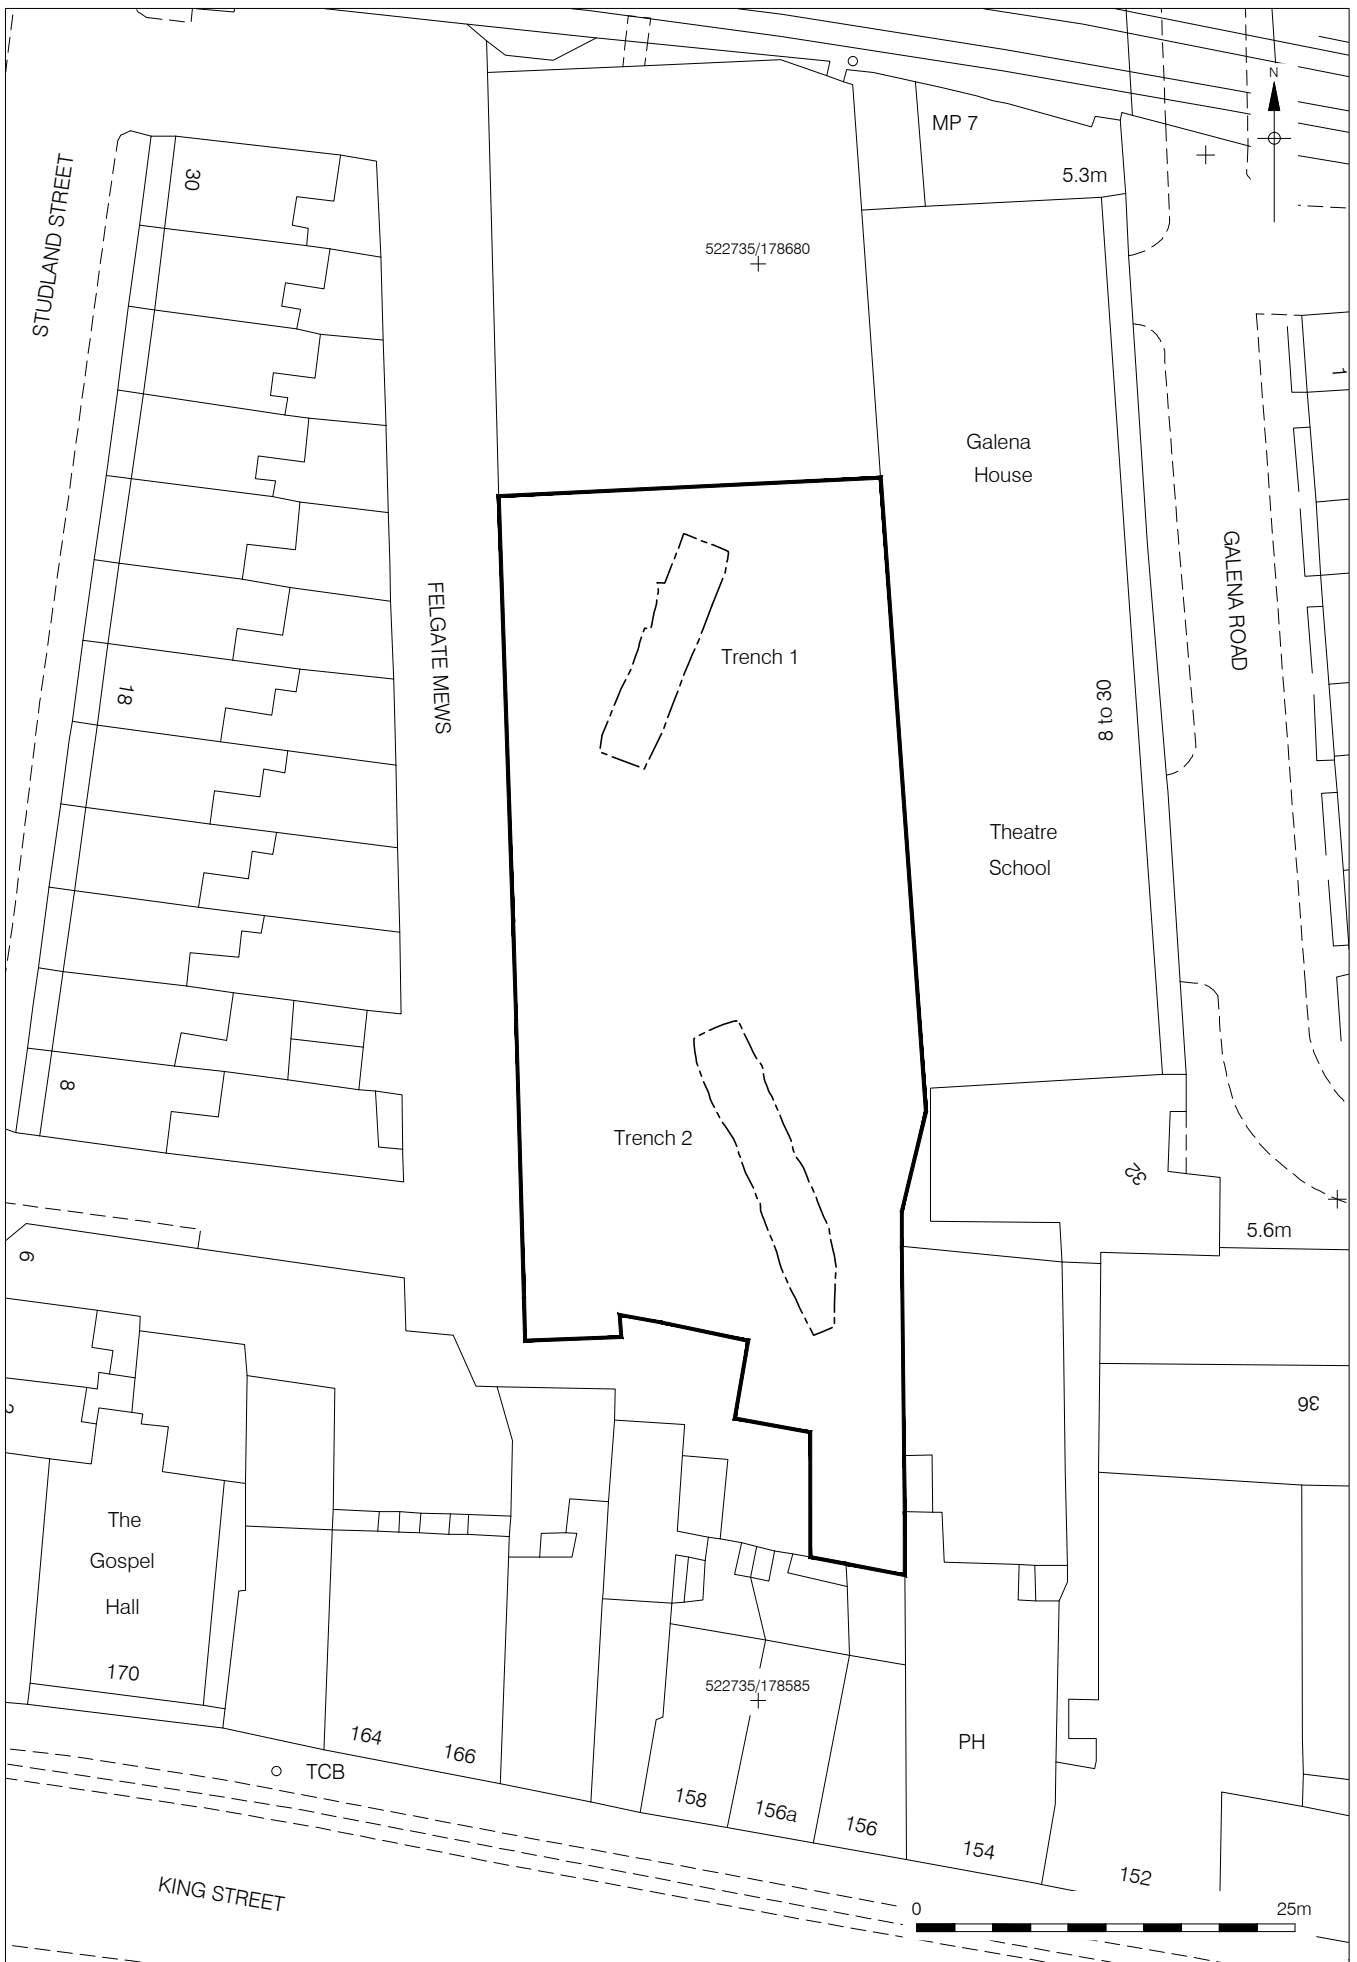 N
MP 7
5.3m
30
STUDLAND STREET
522735/178680
1
Galena
House
GALENA ROAD
FELGATE MEWS
Trench 1
18
8 to 30
Theatre
School
8
Trench 2
32
5.6m
6
36
2
The
Gospel
Hall
170
522735/178585
164
166
PH
TCB
158
156a
156
154
152
KING STREET
0
25m